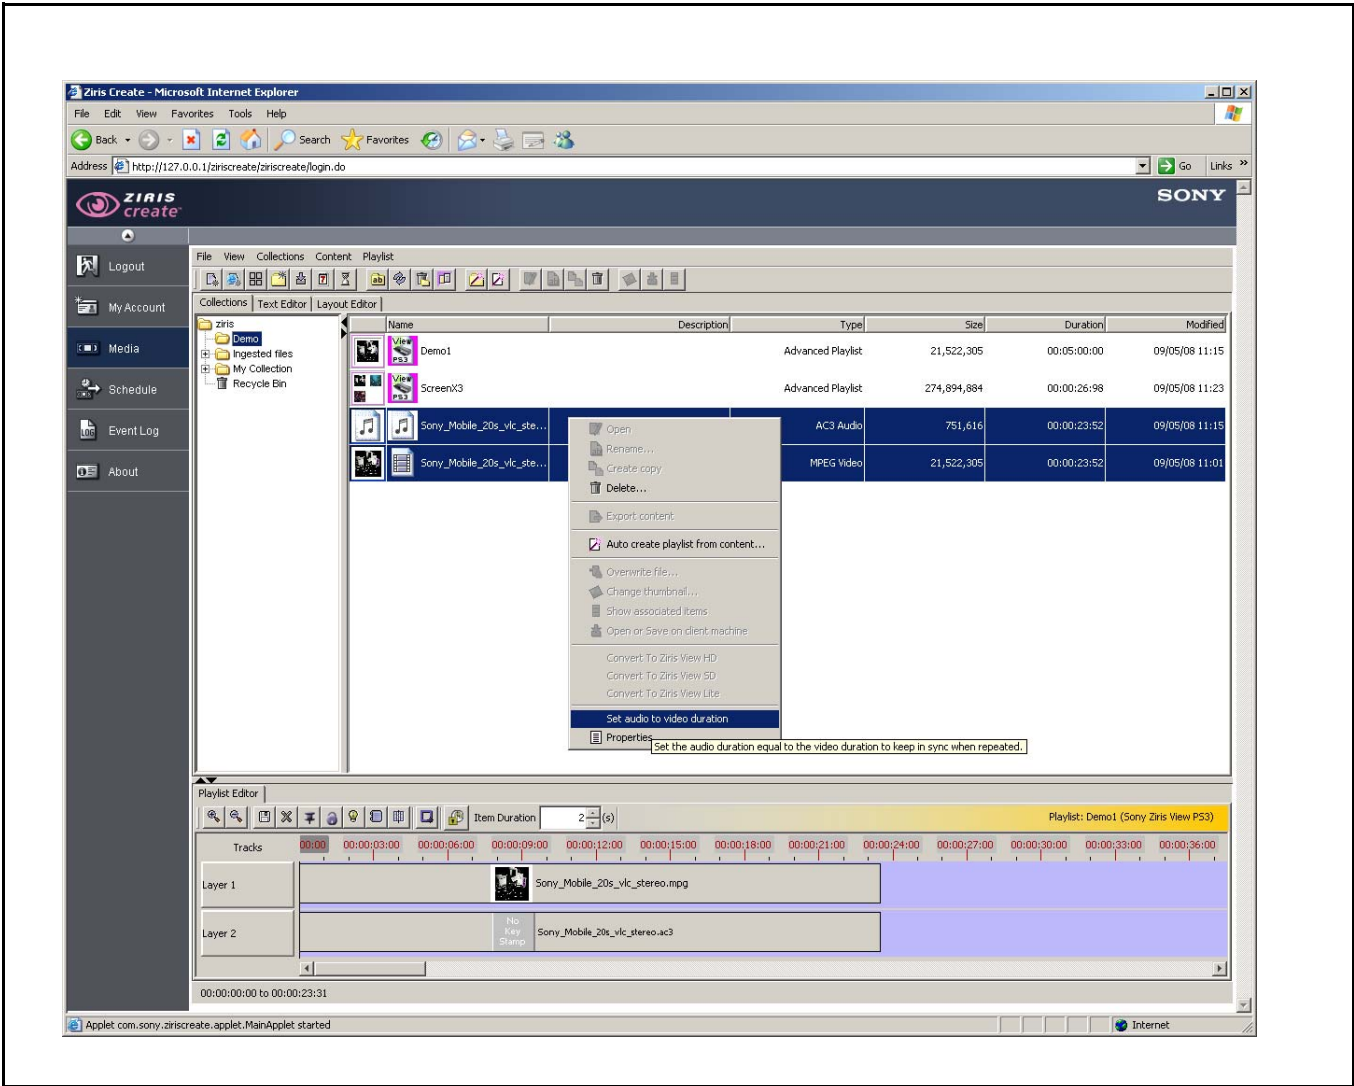 Ziris Create - Microsoft Internet Explorer
File Edit View Favorites Tools Help
Back Search Favorites
Address http://127.0.0.1/ziriscreate/ziriscreate/login.do Go Links »
ZIRIS create SONY
Logout
My Account
Media
Schedule
Event Log
LOG
About
File View Collections Content Playlist
Collections Text Editor Layout Editor
ziris
Demo
Ingested files
My Collection
Recycle Bin
Name Description Type Size Duration Modified
View PS3 Demo1 Advanced Playlist 21,522,305 00:05:00:00 09/05/08 11:15
View PS3 ScreenX3 Advanced Playlist 274,894,884 00:00:26:98 09/05/08 11:23
Sony_Mobile_20s_vlc_ste... AC3 Audio 751,616 00:00:23:52 09/05/08 11:15
Sony_Mobile_20s_vlc_ste... MPEG Video 21,522,305 00:00:23:52 09/05/08 11:01
Open
Rename...
Create copy
Delete...
Export content
Auto create playlist from content...
Overwrite file...
Change thumbnail...
Show associated items
Open or Save on client machine
Convert To Ziris View HD
Convert To Ziris View SD
Convert To Ziris View Lite
Set audio to video duration
Properties
Set the audio duration equal to the video duration to keep in sync when repeated.
Playlist Editor
Item Duration 2 (s) Playlist: Demo1 (Sony Ziris View PS3)
Tracks 00:00 00:00:03:00 00:00:06:00 00:00:09:00 00:00:12:00 00:00:15:00 00:00:18:00 00:00:21:00 00:00:24:00 00:00:27:00 00:00:30:00 00:00:33:00 00:00:36:00
Layer 1 Sony_Mobile_20s_vlc_stereo.mpg
Layer 2 No Key Stamp Sony_Mobile_20s_vlc_stereo.ac3
00:00:00:00 to 00:00:23:31
Applet com.sony.ziriscreate.applet.MainApplet started Internet